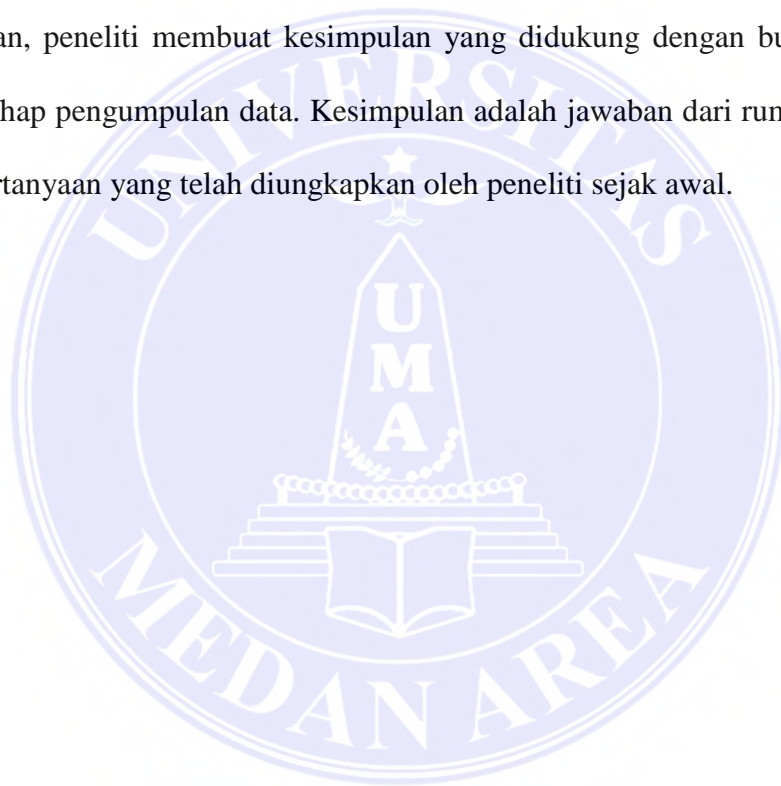 an, peneliti membuat kesimpulan yang didukung dengan bu
hap pengumpulan data. Kesimpulan adalah jawaban dari run
rtanyaan yang telah diungkapkan oleh peneliti sejak awal.
UNIVERSITAS
U
M
A
MEDAN AREA